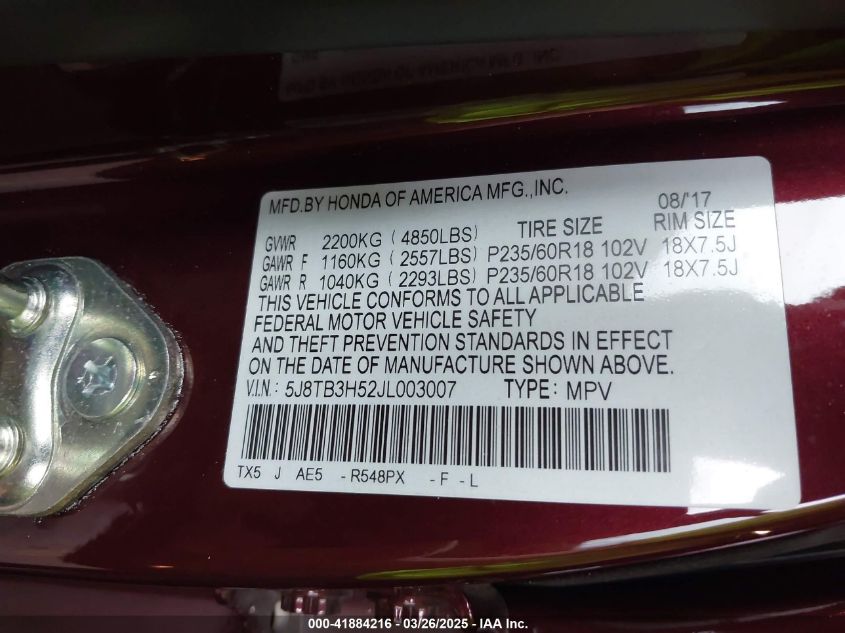 MFD.BY HONDA OF AMERICA MFG.,INC. 08/'17
TIRE SIZE RIM SIZE
GVWR 2200KG (4850LBS)
GAWR F 1160KG (2557LBS) P235/60R18 102V 18X7.5J
GAWR R 1040KG (2293LBS) P235/60R18 102V 18X7.5J
THIS VEHICLE CONFORMS TO ALL APPLICABLE
FEDERAL MOTOR VEHICLE SAFETY
AND THEFT PREVENTION STANDARDS IN EFFECT
ON THE DATE OF MANUFACTURE SHOWN ABOVE.
V.I.N.: 5J8TB3H52JL003007 TYPE: MPV
TX5 J AE5 - R548PX - F - L
000-41884216 - 03/26/2025 - IAA Inc.